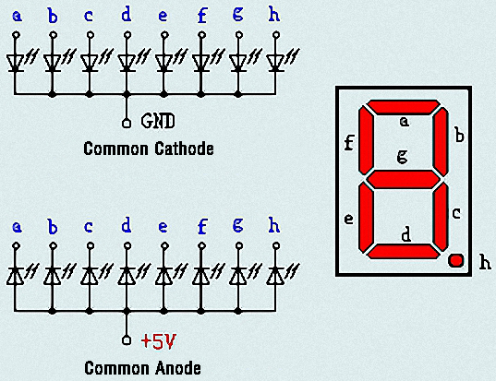 a b c d e f g h
GND
Common Cathode
a
f b
g
e c
d
h
a b c d e f g h
+5V
Common Anode